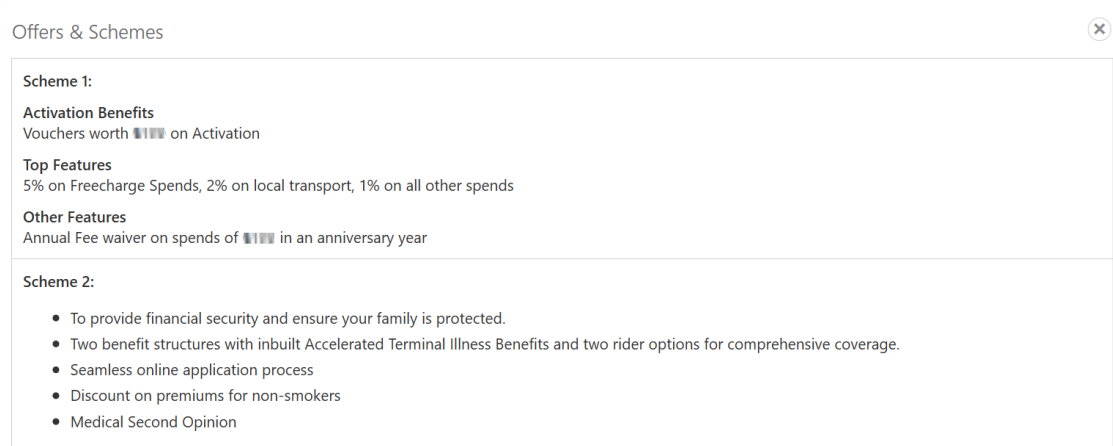 Offers & Schemes
Scheme 1:
Activation Benefits
Vouchers worth on Activation
Top Features
5% on Freecharge Spends, 2% on local transport, 1% on all other spends
Other Features
Annual Fee waiver on spends of in an anniversary year
Scheme 2:
• To provide financial security and ensure your family is protected.
• Two benefit structures with inbuilt Accelerated Terminal Illness Benefits and two rider options for comprehensive coverage.
• Seamless online application process
• Discount on premiums for non-smokers
• Medical Second Opinion